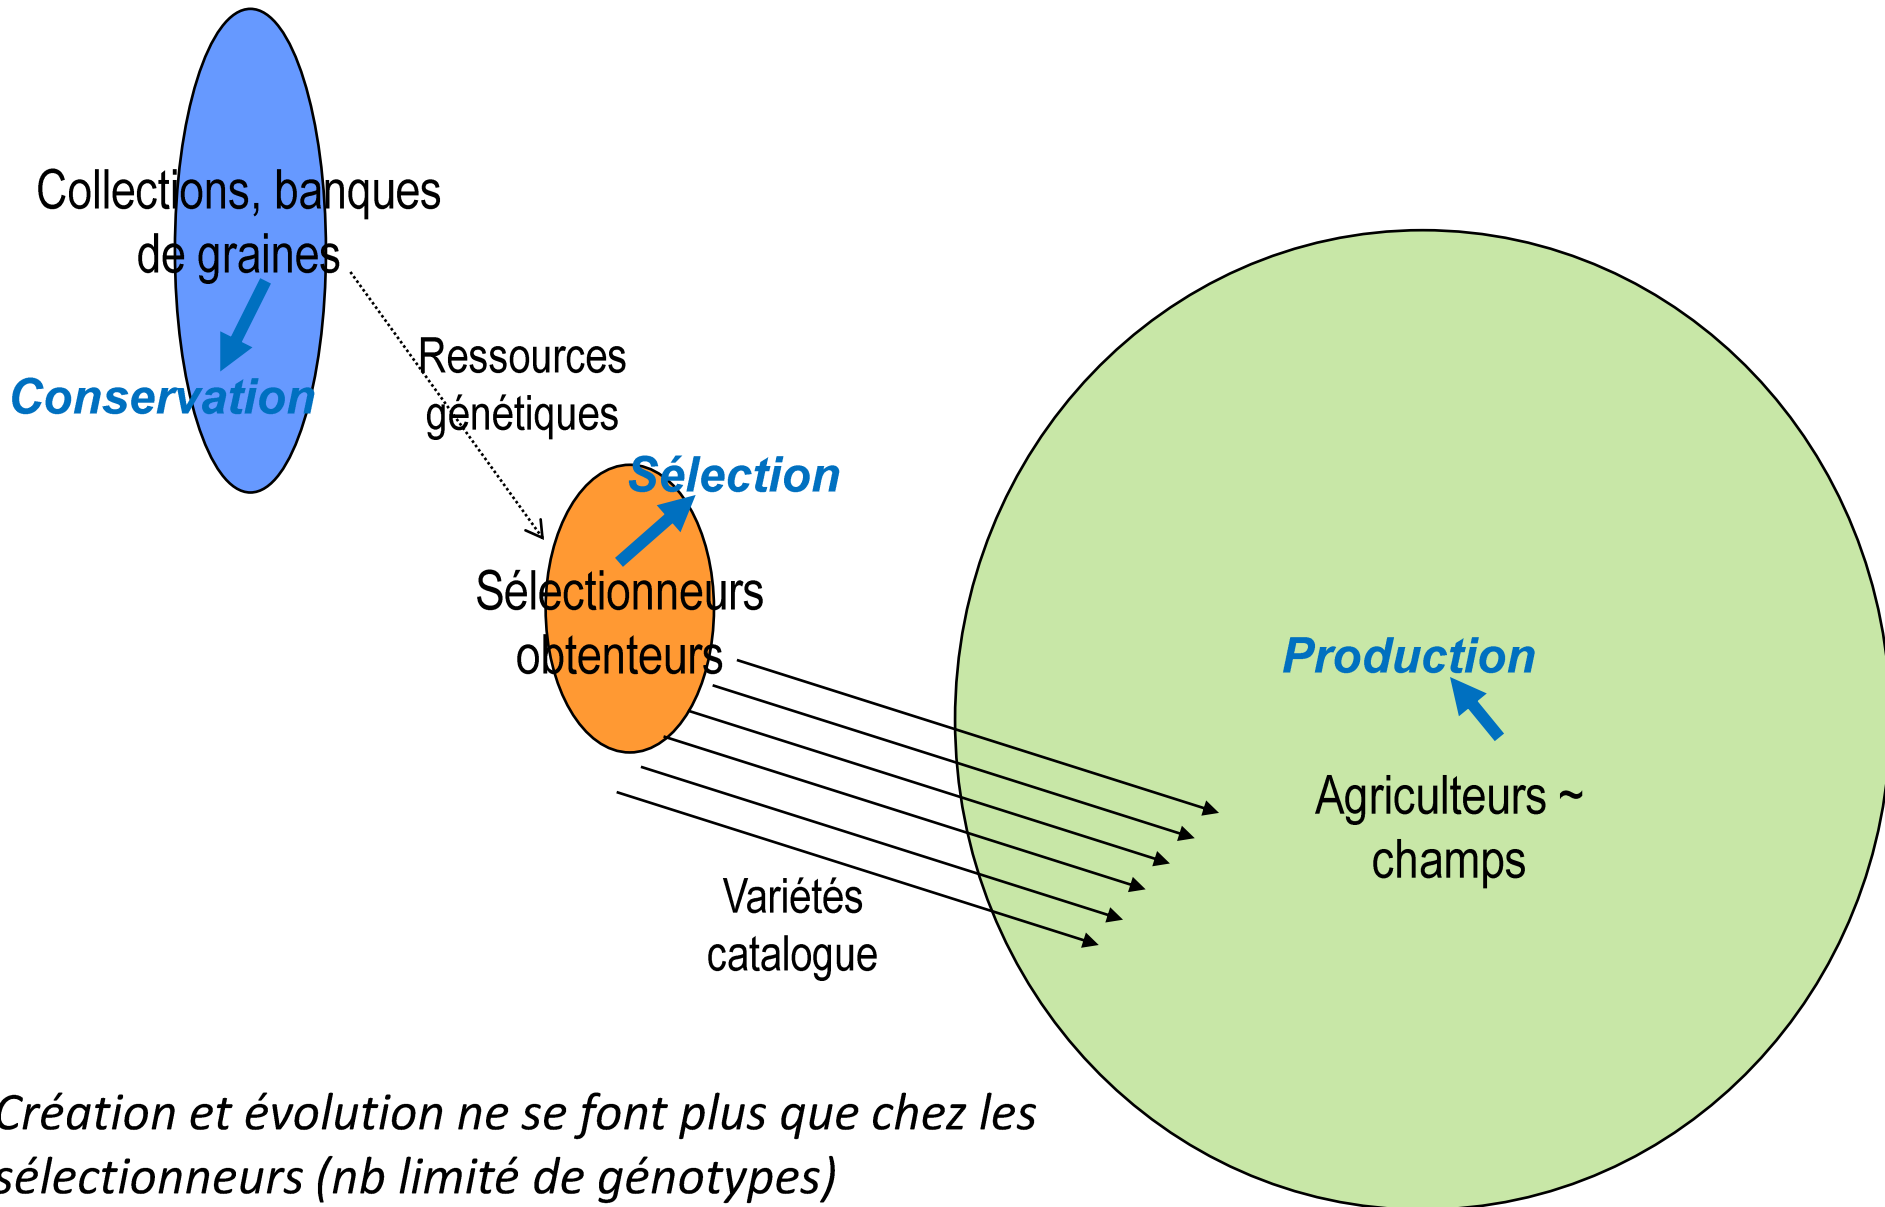 Collections, banques
de graines
Conservation
Ressources
génétiques
Sélection
Sélectionneurs
obtenteurs
Production
Agriculteurs ~
champs
Variétés
catalogue
Création et évolution ne se font plus que chez les
sélectionneurs (nb limité de génotypes)